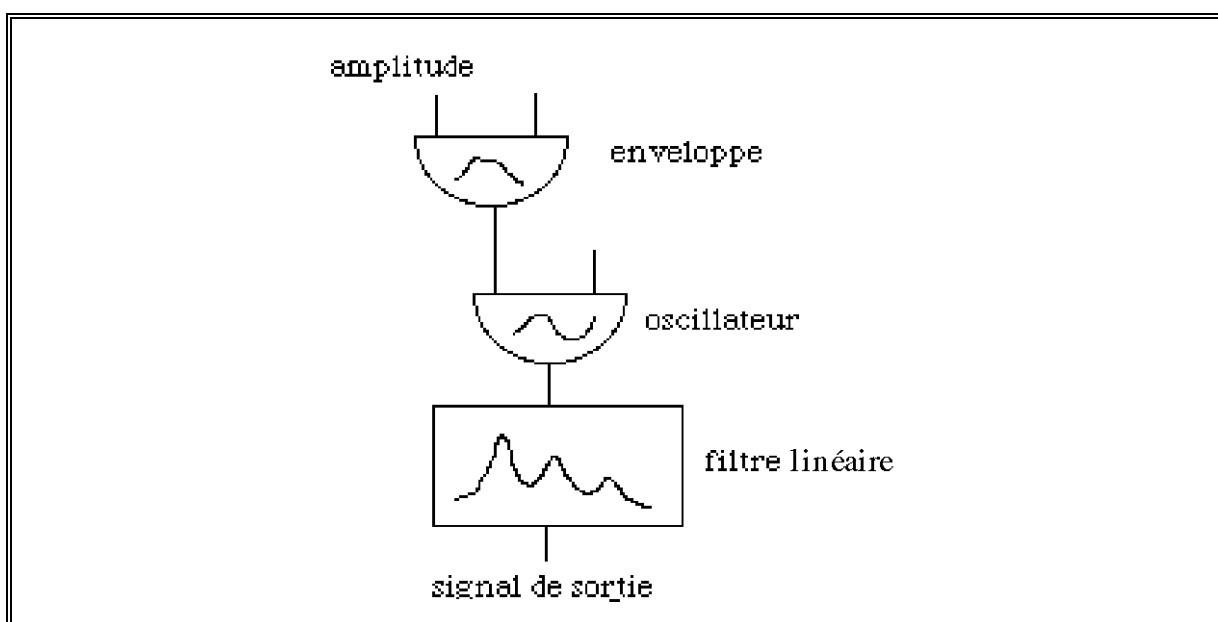 amplitude
enveloppe
oscillateur
filtre linéaire
signal de sortie